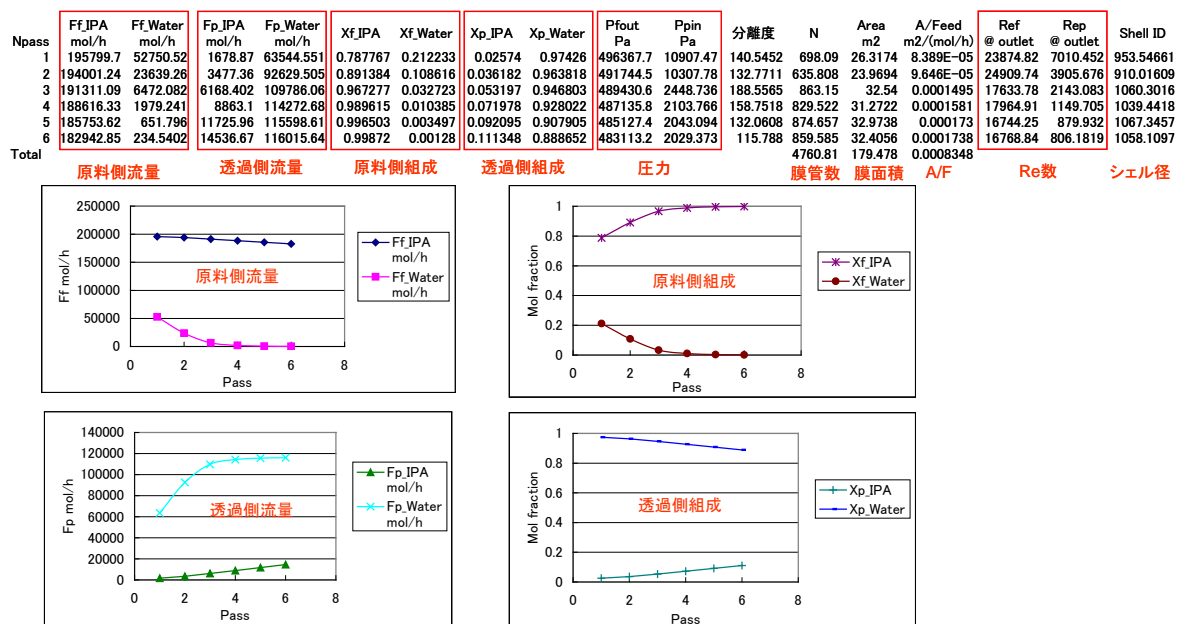 Npass Ff_IPA mol/h Ff_Water mol/h Fp_IPA mol/h Fp_Water mol/h Xf_IPA Xf_Water Xp_IPA Xp_Water Pfout Pa Ppin Pa 分離度 N Area m2 A/Feed m2/(mol/h) Ref @ outlet Rep @ outlet Shell ID
1 195799.7 52750.52 1678.87 63544.551 0.787767 0.212233 0.02574 0.97426 496367.7 10907.47 140.5452 698.09 26.3174 8.389E-05 23874.82 7010.452 953.54661
2 194001.24 23639.26 3477.36 92629.505 0.891384 0.108616 0.036182 0.963818 491744.5 10307.78 132.7711 635.808 23.9694 9.646E-05 24909.74 3905.676 910.01609
3 191311.09 6472.082 6168.402 109786.06 0.967277 0.032723 0.053197 0.946803 489430.6 2448.736 188.5565 863.15 32.54 0.0001495 17633.78 2143.083 1060.3016
4 188616.33 1979.241 8863.1 114272.68 0.989615 0.010385 0.071978 0.928022 487135.8 2103.766 158.7518 829.522 31.2722 0.0001581 17964.91 1149.705 1039.4418
5 185753.62 651.796 11725.96 115598.61 0.996503 0.003497 0.092095 0.907905 485127.4 2043.094 132.0608 874.657 32.9738 0.000173 16744.25 879.932 1067.3457
6 182942.85 234.5402 14536.67 116015.64 0.99872 0.00128 0.111348 0.888652 483113.2 2029.373 115.788 859.585 32.4056 0.0001738 16768.84 806.1819 1058.1097
Total 4760.81 179.478 0.0008348
原料側流量 透過側流量 原料側組成 透過側組成 圧力 膜管数 膜面積 A/F Re数 シェル径
250000
200000
150000
100000
50000
0
0 2 4 6 8
Ff mol/h
Pass
原料側流量
Ff_IPA
mol/h
Ff_Water
mol/h
1
0.8
0.6
0.4
0.2
0
0 2 4 6 8
Mol fraction
Pass
原料側組成
Xf_IPA
Xf_Water
140000
120000
100000
80000
60000
40000
20000
0
0 2 4 6 8
Fp mol/h
Pass
透過側流量
Fp_IPA
mol/h
Fp_Water
mol/h
1
0.8
0.6
0.4
0.2
0
0 2 4 6 8
Mol fraction
Pass
透過側組成
Xp_IPA
Xp_Water